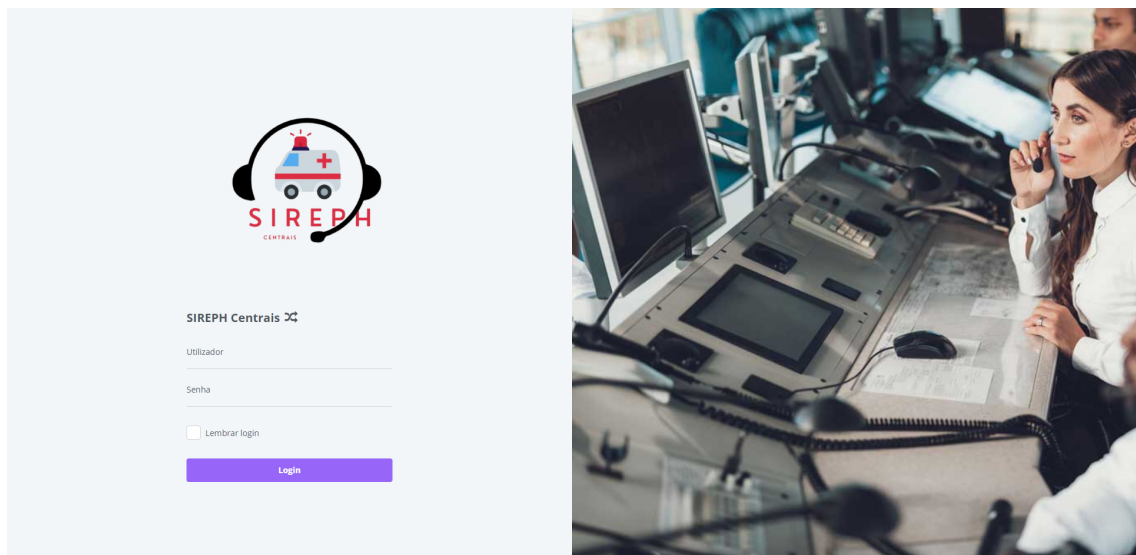 SIREPH
CENTRAIS
SIREPH Centrais
Utilizador
Senha
Lembrar login
Login